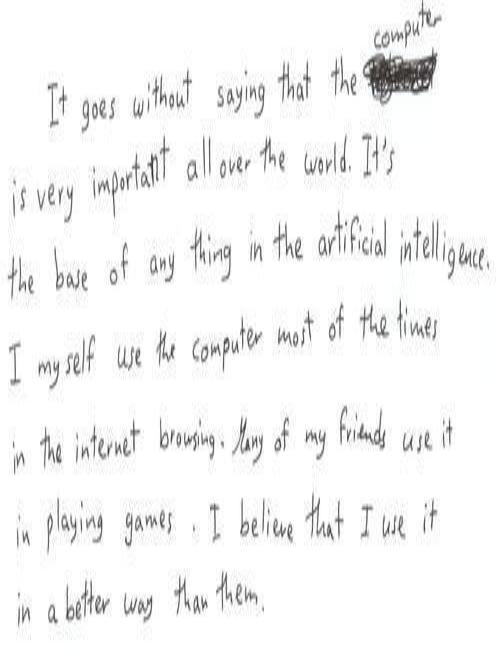 It goes without saying that the computer
is very important all over the world. It's
the base of any thing in the artificial intelligence.
I my self use the computer most of the times
in the internet browsing. Many of my friends use it
in playing games. I believe that I use it
in a better way than them.